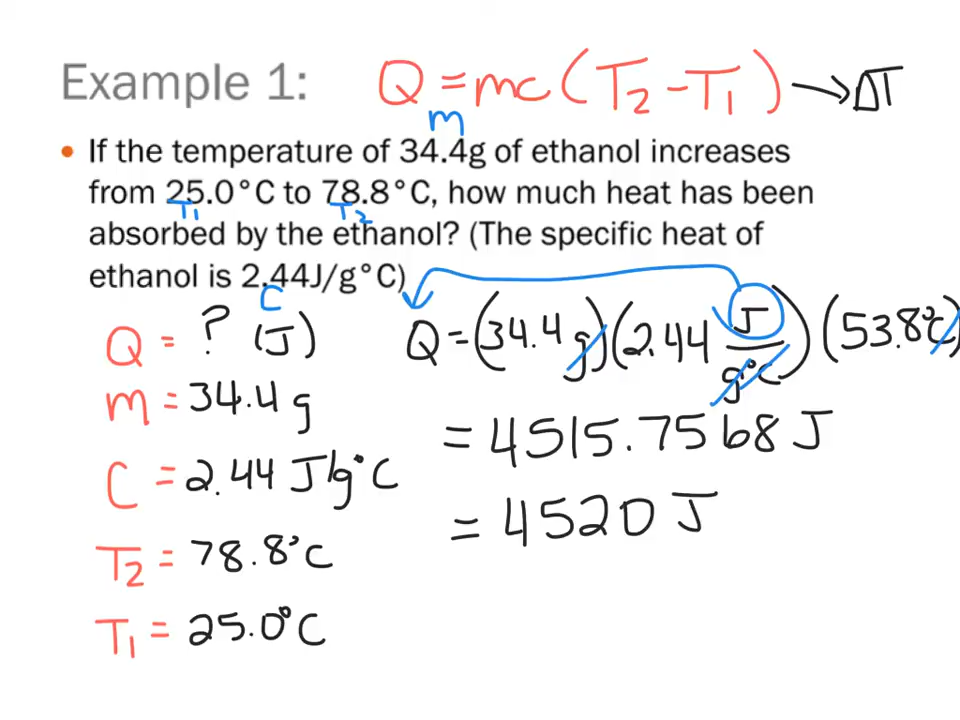 Example 1: Q = mc(T₂ - T₁) → ΔT
m
• If the temperature of 34.4g of ethanol increases
from 25.0°C to 78.8°C, how much heat has been
T₁ T₂
absorbed by the ethanol? (The specific heat of
ethanol is 2.44J/g°C)
C
Q = ? (J)
m = 34.4 g
C = 2.44 J/g°C
T₂ = 78.8°C
T₁ = 25.0°C
Q = (34.4 g)(2.44 J/g°C)(53.8°C)
= 4515.7568 J
= 4520 J